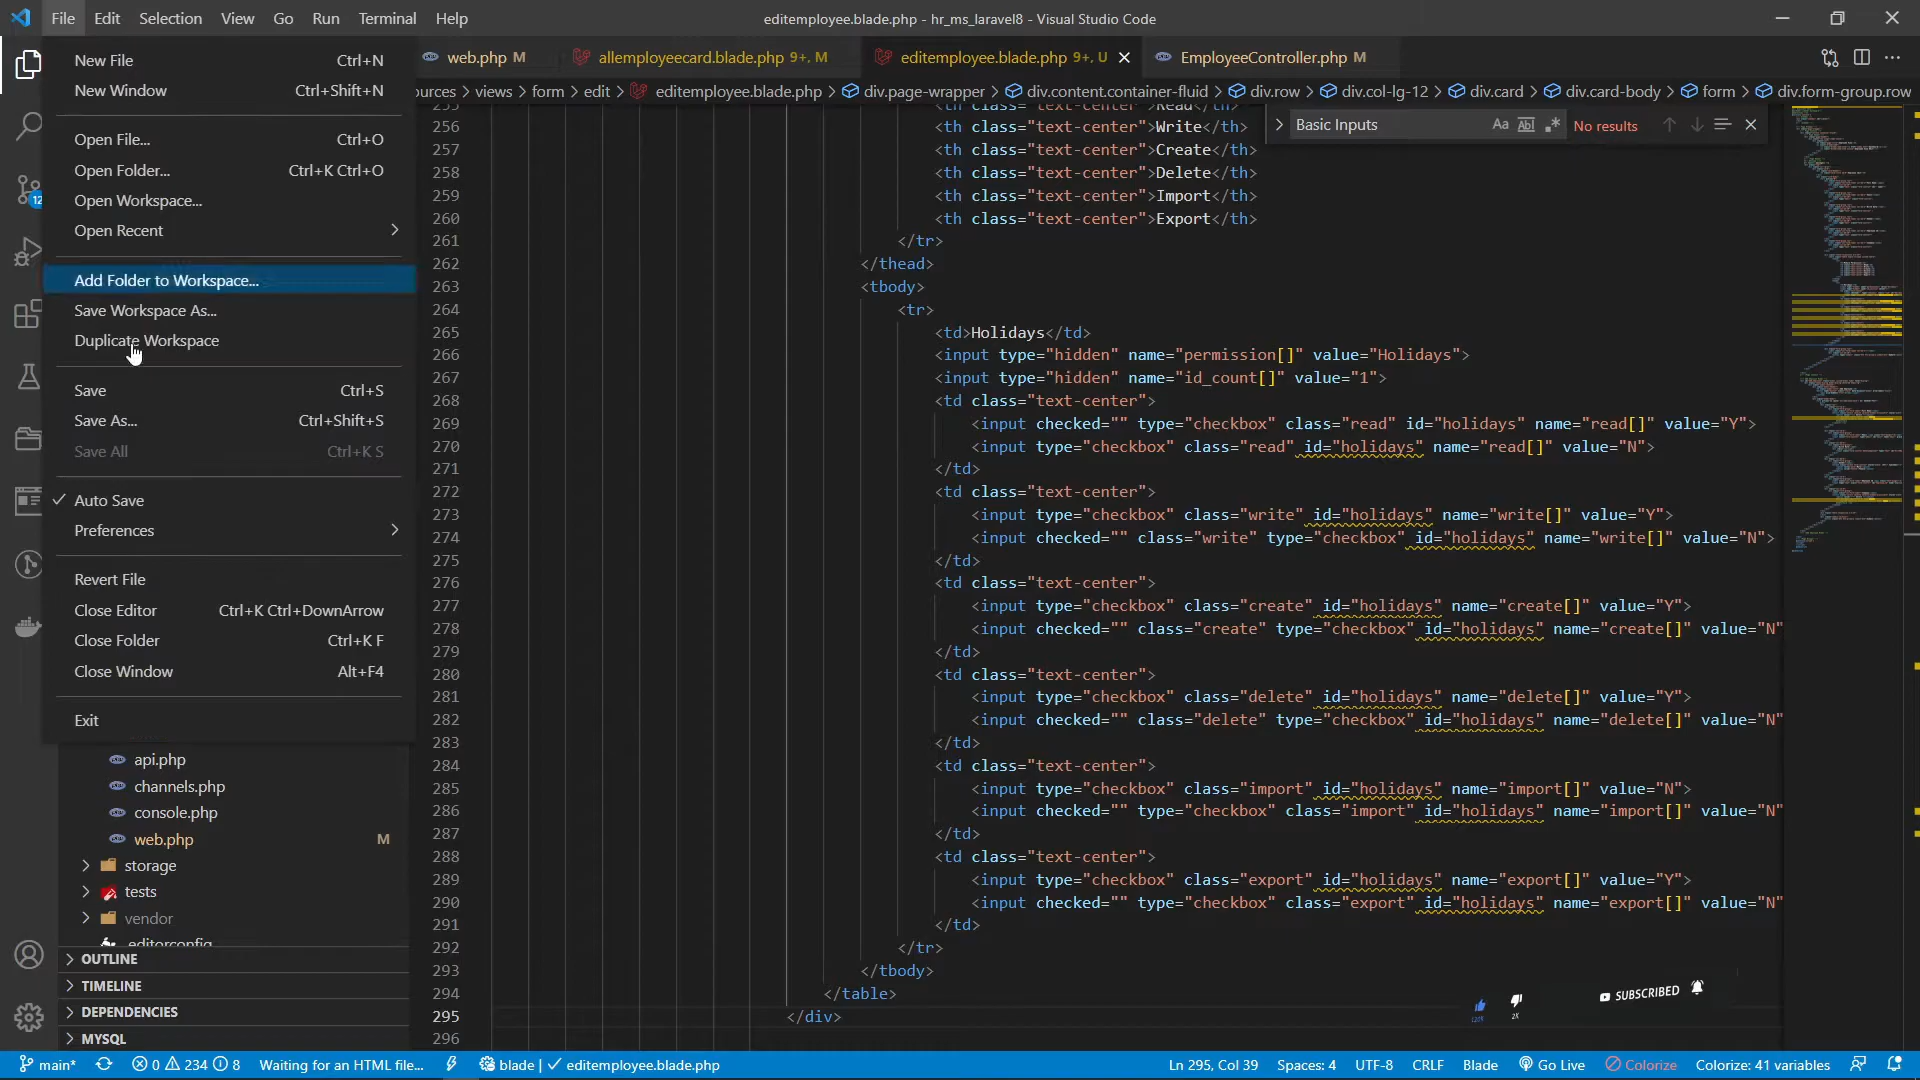 File Edit Selection View Go Run Terminal Help
editemployee.blade.php - hr_ms_laravel8 - Visual Studio Code
New File Ctrl+N
New Window Ctrl+Shift+N
Open File... Ctrl+O
Open Folder... Ctrl+K Ctrl+O
Open Workspace...
Open Recent
Add Folder to Workspace...
Save Workspace As...
Duplicate Workspace
Save Ctrl+S
Save As... Ctrl+Shift+S
Save All Ctrl+K S
Auto Save
Preferences
Revert File
Close Editor Ctrl+K Ctrl+DownArrow
Close Folder Ctrl+K F
Close Window Alt+F4
Exit
12
api.php
channels.php
console.php
web.php M
storage
tests
vendor
.editorconfig
OUTLINE
TIMELINE
DEPENDENCIES
MYSQL
web.php M allemployeecard.blade.php 9+, M editemployee.blade.php 9+, U EmployeeController.php M
ources > views > form > edit > editemployee.blade.php > div.page-wrapper > div.content.container-fluid > div.row > div.col-lg-12 > div.card > div.card-body > form > div.form-group.row
Basic Inputs Aa Abl No results
255 <th class="text-center">Read</th>
256 <th class="text-center">Write</th>
257 <th class="text-center">Create</th>
258 <th class="text-center">Delete</th>
259 <th class="text-center">Import</th>
260 <th class="text-center">Export</th>
261 </tr>
262 </thead>
263 <tbody>
264 <tr>
265 <td>Holidays</td>
266 <input type="hidden" name="permission[]" value="Holidays">
267 <input type="hidden" name="id_count[]" value="1">
268 <td class="text-center">
269 <input checked="" type="checkbox" class="read" id="holidays" name="read[]" value="Y">
270 <input type="checkbox" class="read" id="holidays" name="read[]" value="N">
271 </td>
272 <td class="text-center">
273 <input type="checkbox" class="write" id="holidays" name="write[]" value="Y">
274 <input checked="" class="write" type="checkbox" id="holidays" name="write[]" value="N">
275 </td>
276 <td class="text-center">
277 <input type="checkbox" class="create" id="holidays" name="create[]" value="Y">
278 <input checked="" class="create" type="checkbox" id="holidays" name="create[]" value="N"
279 </td>
280 <td class="text-center">
281 <input type="checkbox" class="delete" id="holidays" name="delete[]" value="Y">
282 <input checked="" class="delete" type="checkbox" id="holidays" name="delete[]" value="N"
283 </td>
284 <td class="text-center">
285 <input type="checkbox" class="import" id="holidays" name="import[]" value="N">
286 <input checked="" type="checkbox" class="import" id="holidays" name="import[]" value="N"
287 </td>
288 <td class="text-center">
289 <input type="checkbox" class="export" id="holidays" name="export[]" value="Y">
290 <input checked="" type="checkbox" class="export" id="holidays" name="export[]" value="N"
291 </td>
292 </tr>
293 </tbody>
294 </table>
295 </div>
296
SUBSCRIBED
main* 0 234 8 Waiting for an HTML file... blade | editemployee.blade.php Ln 295, Col 39 Spaces: 4 UTF-8 CRLF Blade Go Live Colorize Colorize: 41 variables